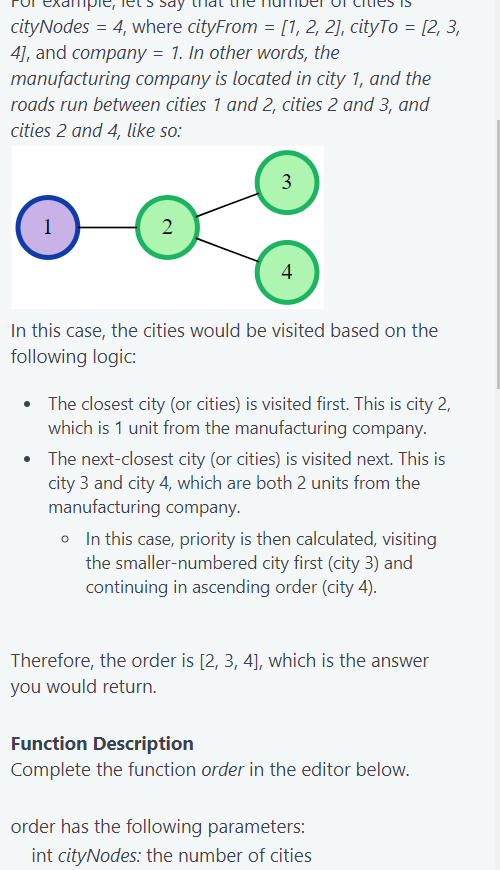 For example, let's say that the number of cities is
cityNodes = 4, where cityFrom = [1, 2, 2], cityTo = [2, 3,
4], and company = 1. In other words, the
manufacturing company is located in city 1, and the
roads run between cities 1 and 2, cities 2 and 3, and
cities 2 and 4, like so:
3
1
2
4
In this case, the cities would be visited based on the
following logic:
• The closest city (or cities) is visited first. This is city 2,
which is 1 unit from the manufacturing company.
• The next-closest city (or cities) is visited next. This is
city 3 and city 4, which are both 2 units from the
manufacturing company.
○ In this case, priority is then calculated, visiting
the smaller-numbered city first (city 3) and
continuing in ascending order (city 4).
Therefore, the order is [2, 3, 4], which is the answer
you would return.
Function Description
Complete the function order in the editor below.
order has the following parameters:
int cityNodes: the number of cities